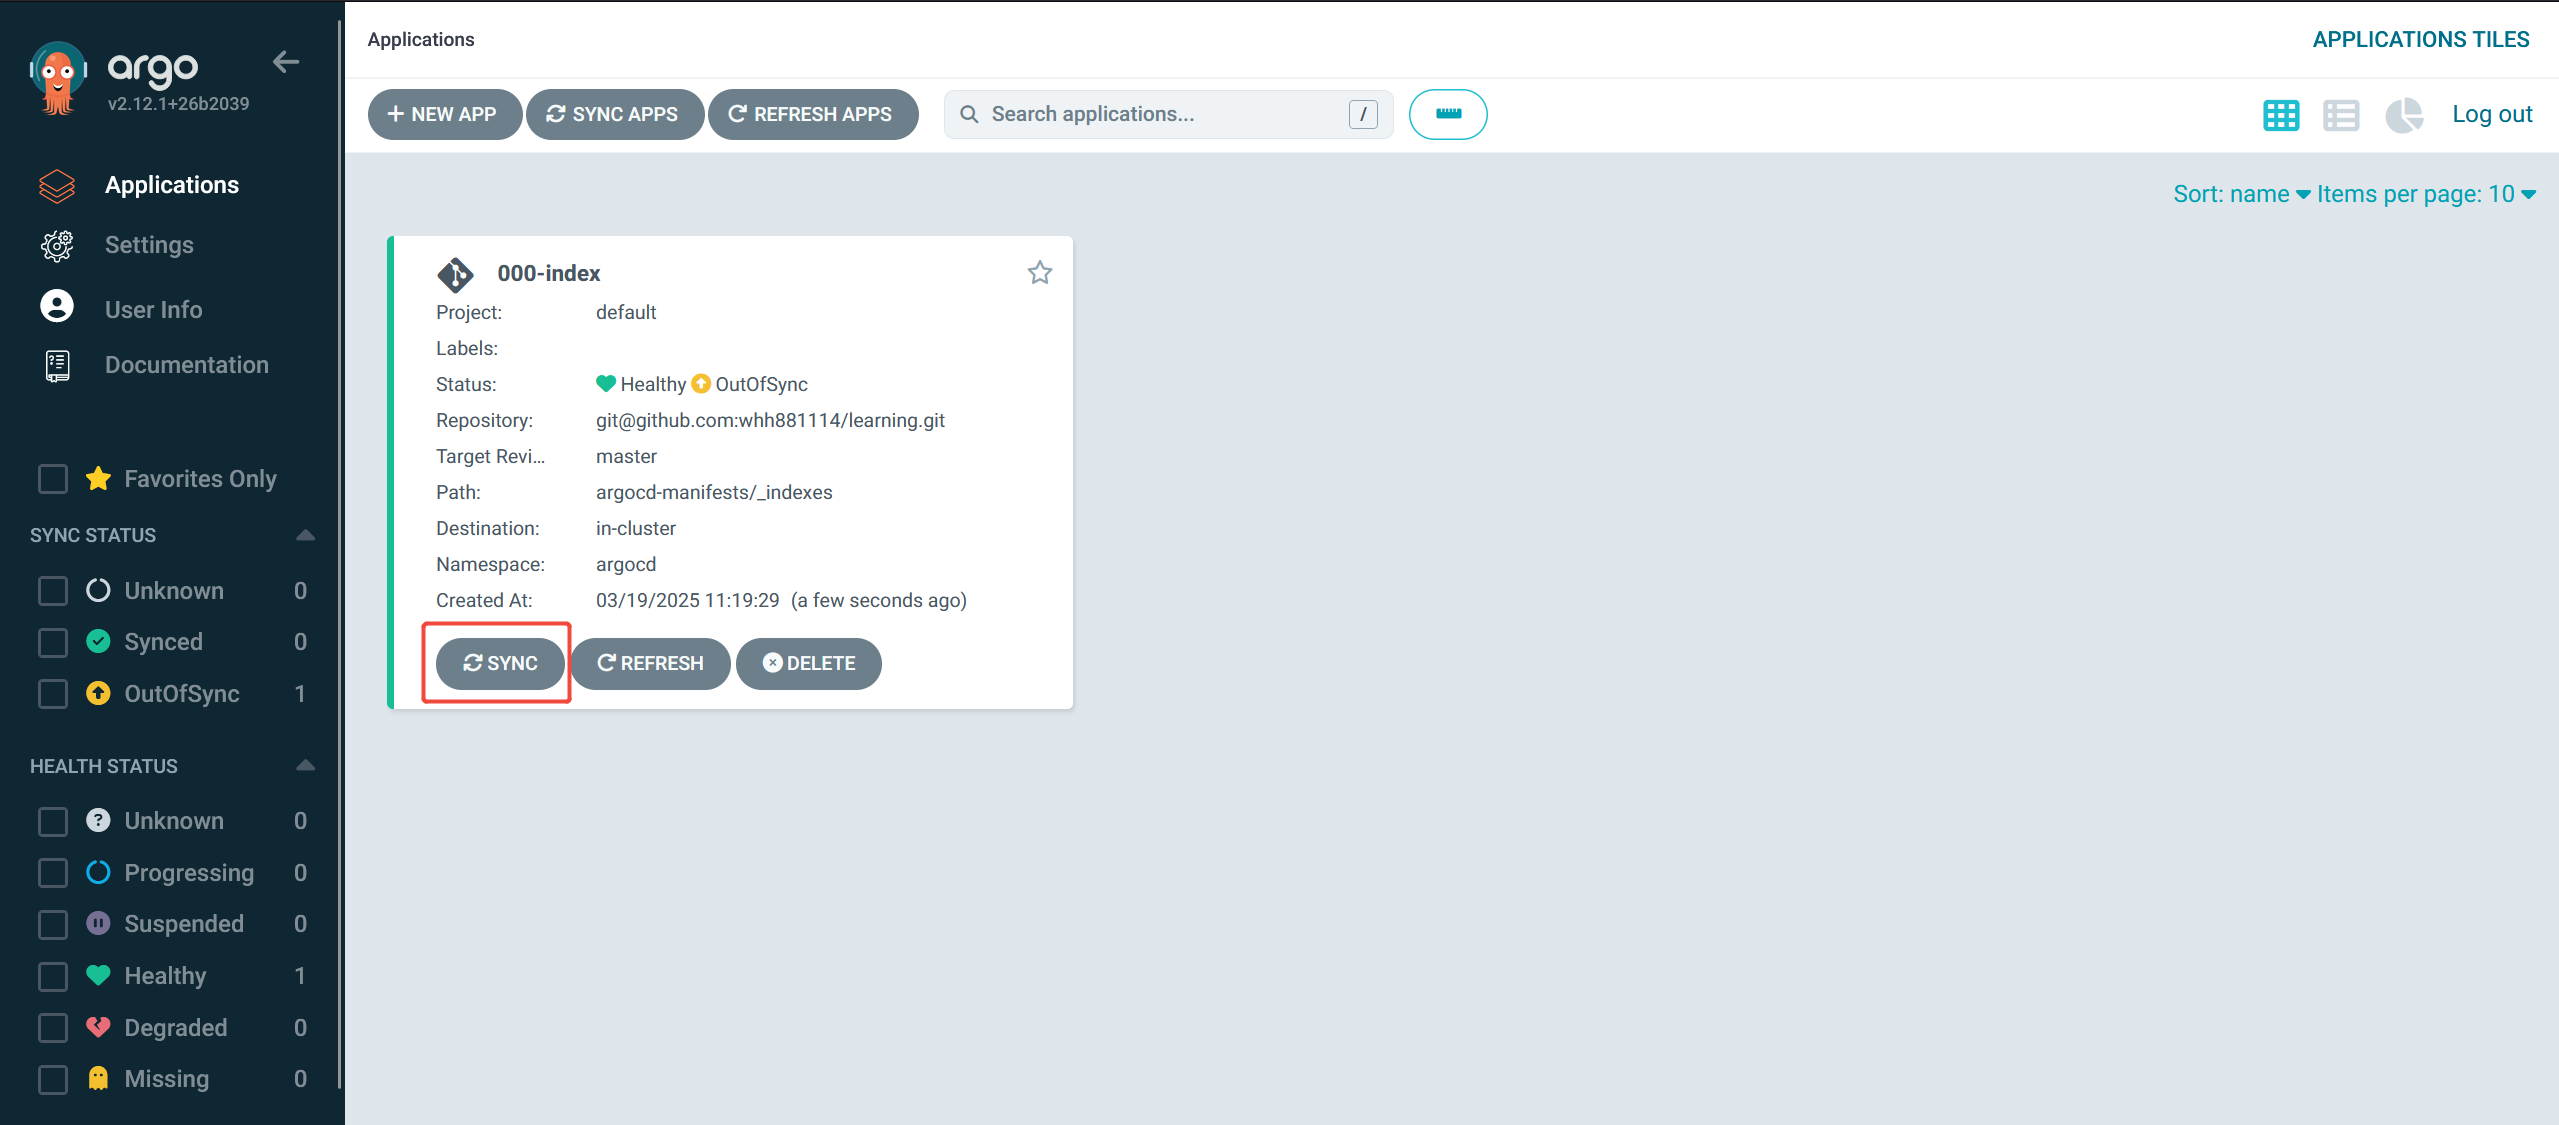 argo
v2.12.1+26b2039
Applications
Settings
User Info
Documentation
Favorites Only
SYNC STATUS
Unknown 0
Synced 0
OutOfSync 1
HEALTH STATUS
Unknown 0
Progressing 0
Suspended 0
Healthy 1
Degraded 0
Missing 0
Applications
APPLICATIONS TILES
NEW APP SYNC APPS REFRESH APPS Search applications... / Log out
Sort: name Items per page: 10
000-index
Project: default
Labels:
Status: Healthy OutOfSync
Repository: git@github.com:whh881114/learning.git
Target Revi... master
Path: argocd-manifests/_indexes
Destination: in-cluster
Namespace: argocd
Created At: 03/19/2025 11:19:29 (a few seconds ago)
SYNC REFRESH DELETE